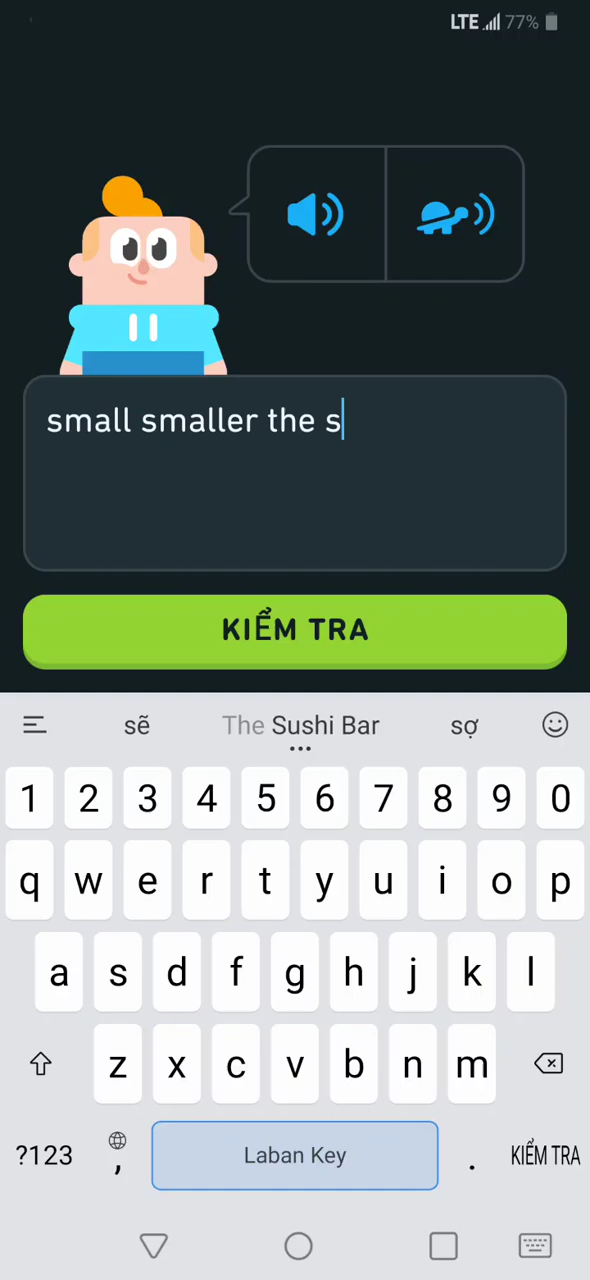 LTE 77%
small smaller the s
KIỂM TRA
sẽ The Sushi Bar sợ
1 2 3 4 5 6 7 8 9 0
q w e r t y u i o p
a s d f g h j k l
z x c v b n m
?123 , Laban Key . KIỂM TRA